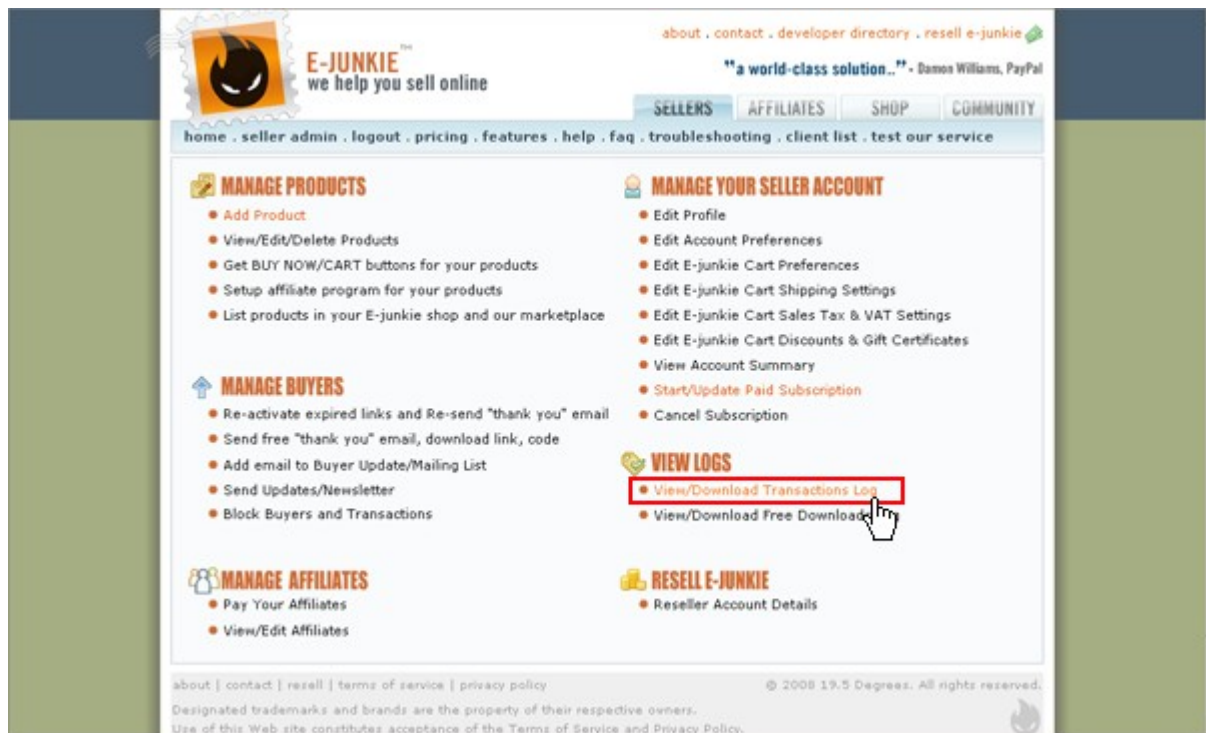 about . contact . developer directory . resell e-junkie
E-JUNKIE™
we help you sell online
"a world-class solution.." - Damon Williams, PayPal
SELLERS AFFILIATES SHOP COMMUNITY
home . seller admin . logout . pricing . features . help . faq . troubleshooting . client list . test our service
MANAGE PRODUCTS
Add Product
View/Edit/Delete Products
Get BUY NOW/CART buttons for your products
Setup affiliate program for your products
List products in your E-junkie shop and our marketplace
MANAGE BUYERS
Re-activate expired links and Re-send "thank you" email
Send free "thank you" email, download link, code
Add email to Buyer Update/Mailing List
Send Updates/Newsletter
Block Buyers and Transactions
MANAGE AFFILIATES
Pay Your Affiliates
View/Edit Affiliates
MANAGE YOUR SELLER ACCOUNT
Edit Profile
Edit Account Preferences
Edit E-junkie Cart Preferences
Edit E-junkie Cart Shipping Settings
Edit E-junkie Cart Sales Tax & VAT Settings
Edit E-junkie Cart Discounts & Gift Certificates
View Account Summary
Start/Update Paid Subscription
Cancel Subscription
VIEW LOGS
View/Download Transactions Log
View/Download Free Download
RESELL E-JUNKIE
Reseller Account Details
about | contact | resell | terms of service | privacy policy
© 2008 19.5 Degrees. All rights reserved.
Designated trademarks and brands are the property of their respective owners.
Use of this Web site constitutes acceptance of the Terms of Service and Privacy Policy.